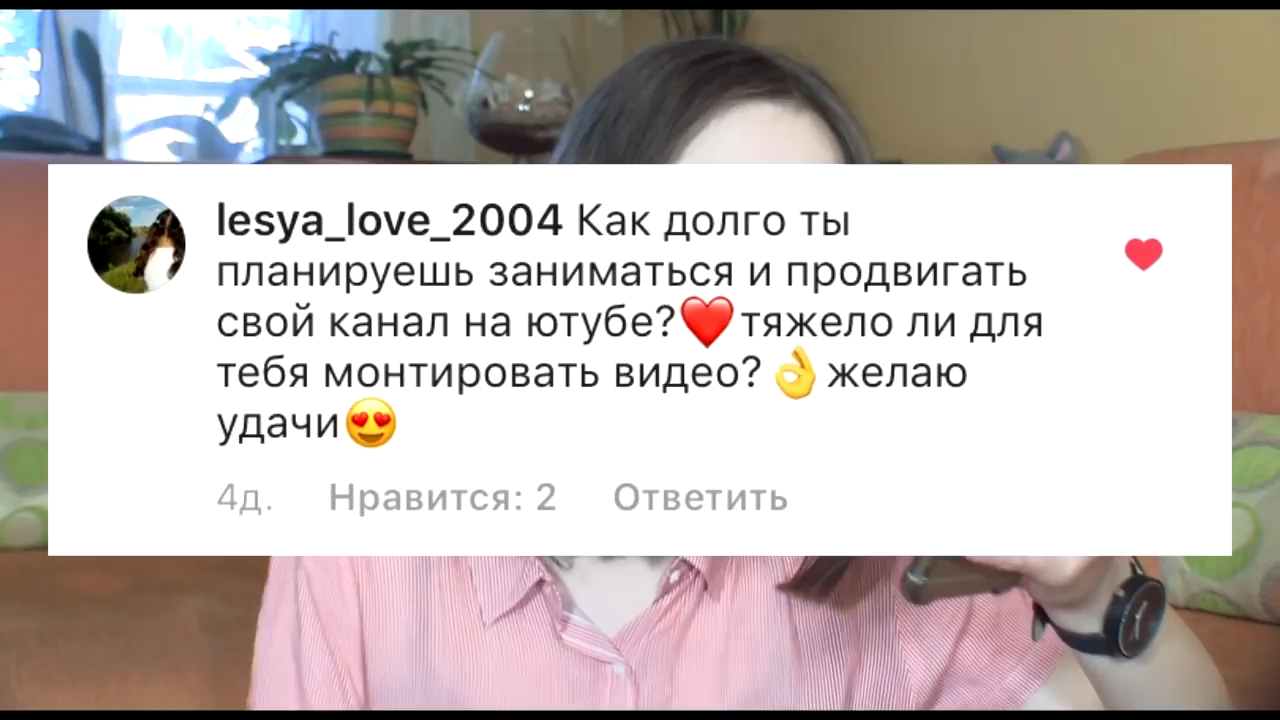 lesya_love_2004 Как долго ты
планируешь заниматься и продвигать
свой канал на ютубе?❤️тяжело ли для
тебя монтировать видео?👌желаю
удачи😍
4д. Нравится: 2 Ответить